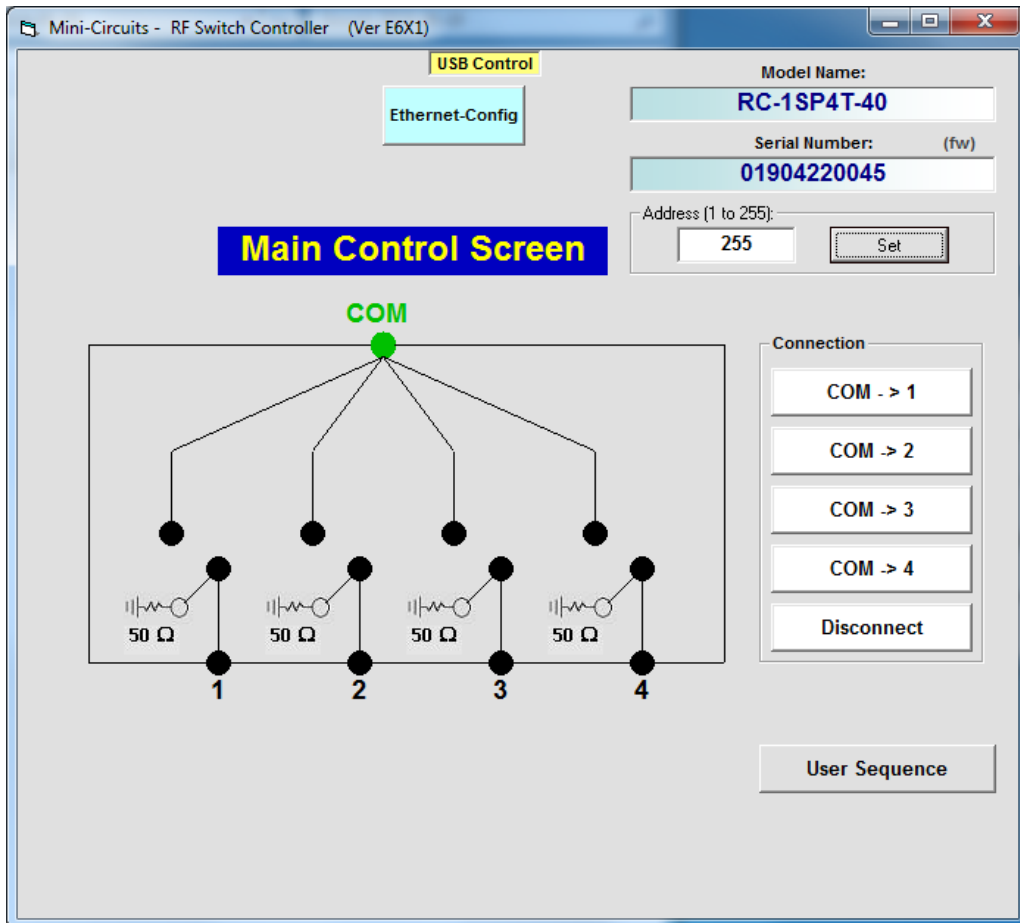 Mini-Circuits - RF Switch Controller (Ver E6X1)
USB Control
Ethernet-Config
Model Name:
RC-1SP4T-40
Serial Number: (fw)
01904220045
Address (1 to 255):
255 Set
Main Control Screen
COM
Connection
COM - > 1
COM -> 2
COM -> 3
COM -> 4
Disconnect
50 Ω 50 Ω 50 Ω 50 Ω
1 2 3 4
User Sequence